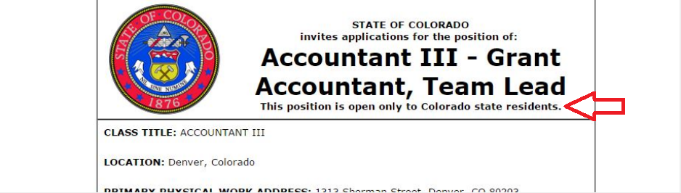 STATE OF COLORADO
invites applications for the position of:
Accountant III - Grant
Accountant, Team Lead
This position is open only to Colorado state residents.
STATE OF COLORADO
NIL SINE NUMINE
1876
CLASS TITLE: ACCOUNTANT III
LOCATION: Denver, Colorado
PRIMARY PHYSICAL WORK ADDRESS: 1313 Sherman Street, Denver, CO 80203